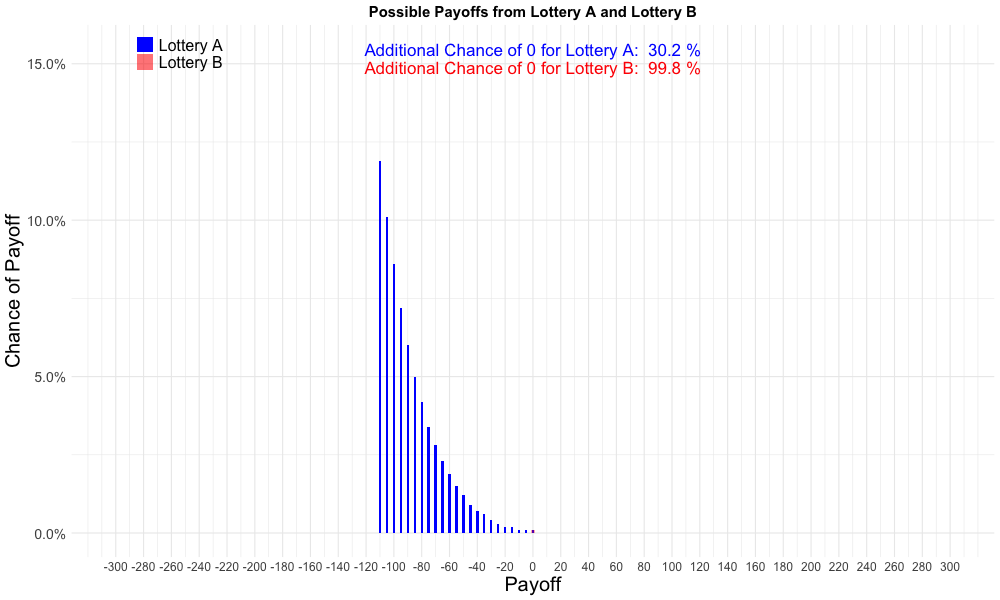 Possible Payoffs from Lottery A and Lottery B
Lottery A
Lottery B
Additional Chance of 0 for Lottery A: 30.2 %
Additional Chance of 0 for Lottery B: 99.8 %
Chance of Payoff
15.0%
10.0%
5.0%
0.0%
-300 -280 -260 -240 -220 -200 -180 -160 -140 -120 -100 -80 -60 -40 -20 0 20 40 60 80 100 120 140 160 180 200 220 240 260 280 300
Payoff